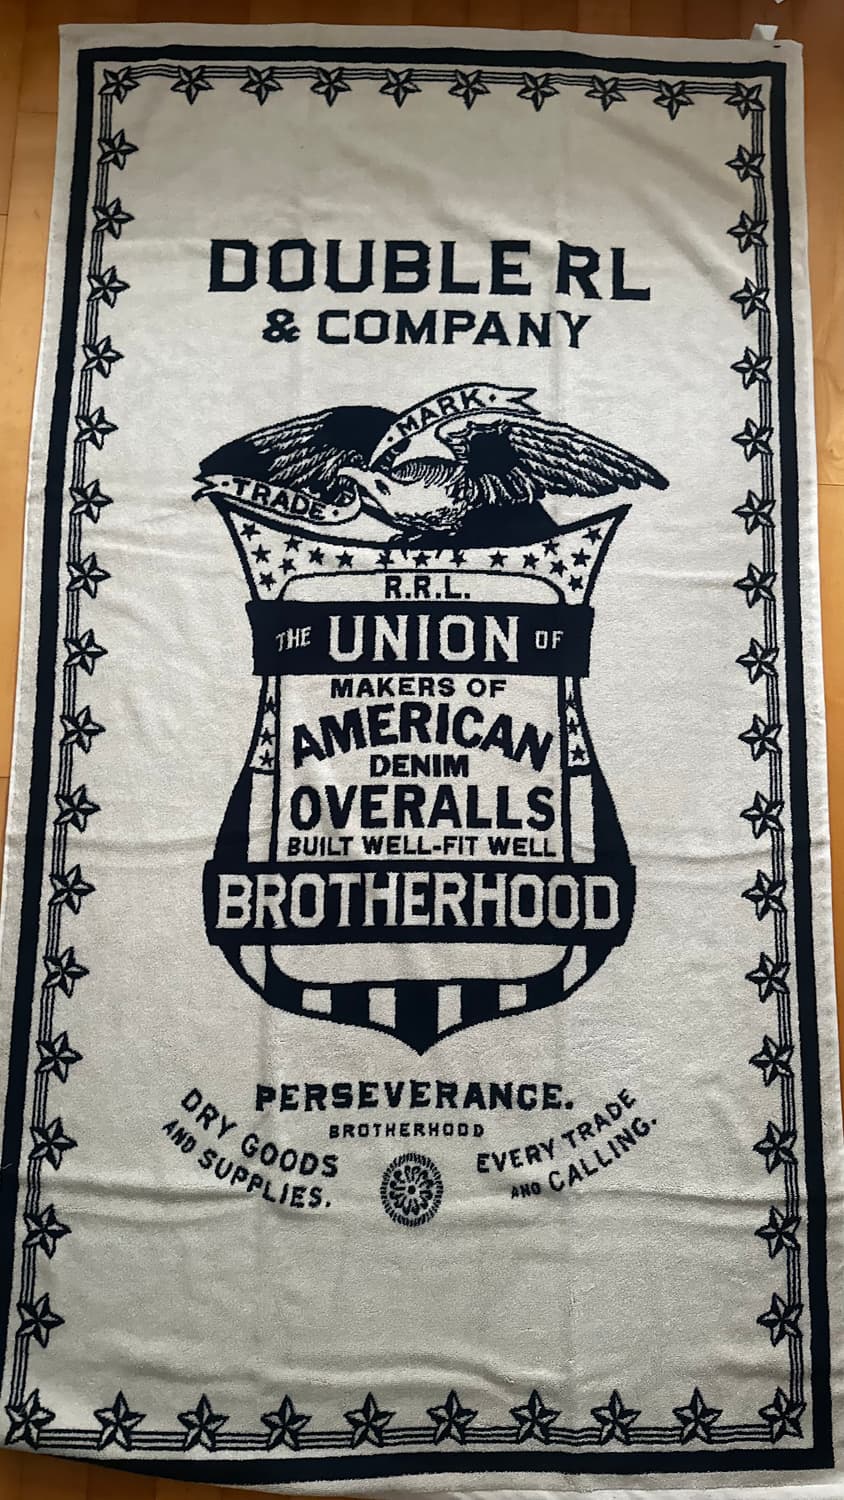 DOUBLE RL
& COMPANY
·MARK·
·TRADE·
R.R.L.
THE UNION OF
MAKERS OF
AMERICAN
DENIM
OVERALLS
BUILT WELL-FIT WELL
BROTHERHOOD
PERSEVERANCE.
BROTHERHOOD
DRY GOODS
AND SUPPLIES.
EVERY TRADE
AND CALLING.